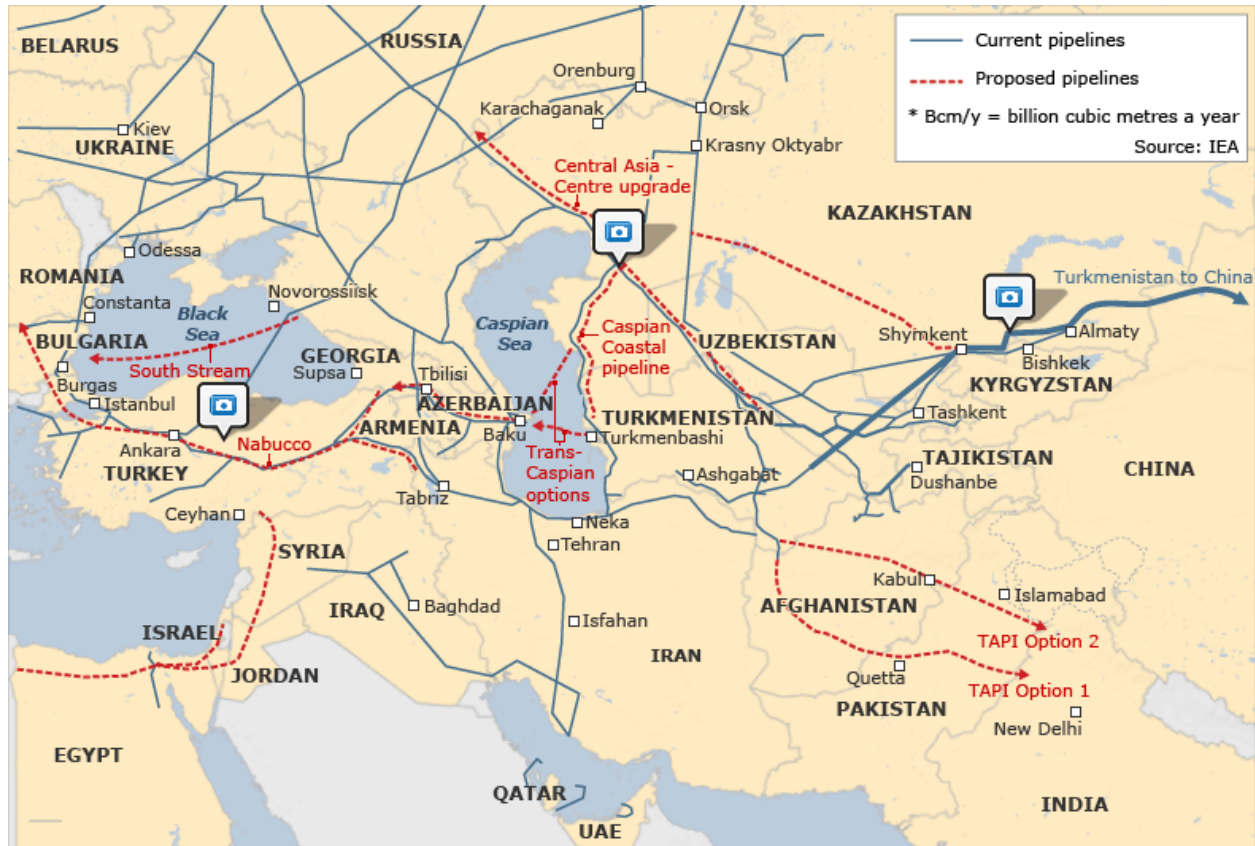 BELARUS
RUSSIA
Current pipelines
Proposed pipelines
* Bcm/y = billion cubic metres a year
Source: IEA
Orenburg
Karachaganak
Orsk
Kiev
UKRAINE
Krasny Oktyabr
Central Asia -
Centre upgrade
KAZAKHSTAN
Odessa
ROMANIA
Constanta
Novorossiisk
Black
Sea
Caspian
Sea
Turkmenistan to China
BULGARIA
South Stream
GEORGIA
Supsa
Caspian
Coastal
pipeline
UZBEKISTAN
Shymkent
Almaty
Bishkek
KYRGYZSTAN
Burgas
Istanbul
Tbilisi
AZERBAIJAN
ARMENIA
Baku
TURKMENISTAN
Turkmenbashi
Tashkent
Ankara
Nabucco
TURKEY
Trans-
Caspian
options
Ashgabat
TAJIKISTAN
Dushanbe
CHINA
Tabriz
Ceyhan
Neka
Tehran
SYRIA
Kabul
Islamabad
IRAQ
Baghdad
Isfahan
AFGHANISTAN
ISRAEL
TAPI Option 2
IRAN
JORDAN
Quetta
TAPI Option 1
PAKISTAN
New Delhi
EGYPT
QATAR
UAE
INDIA